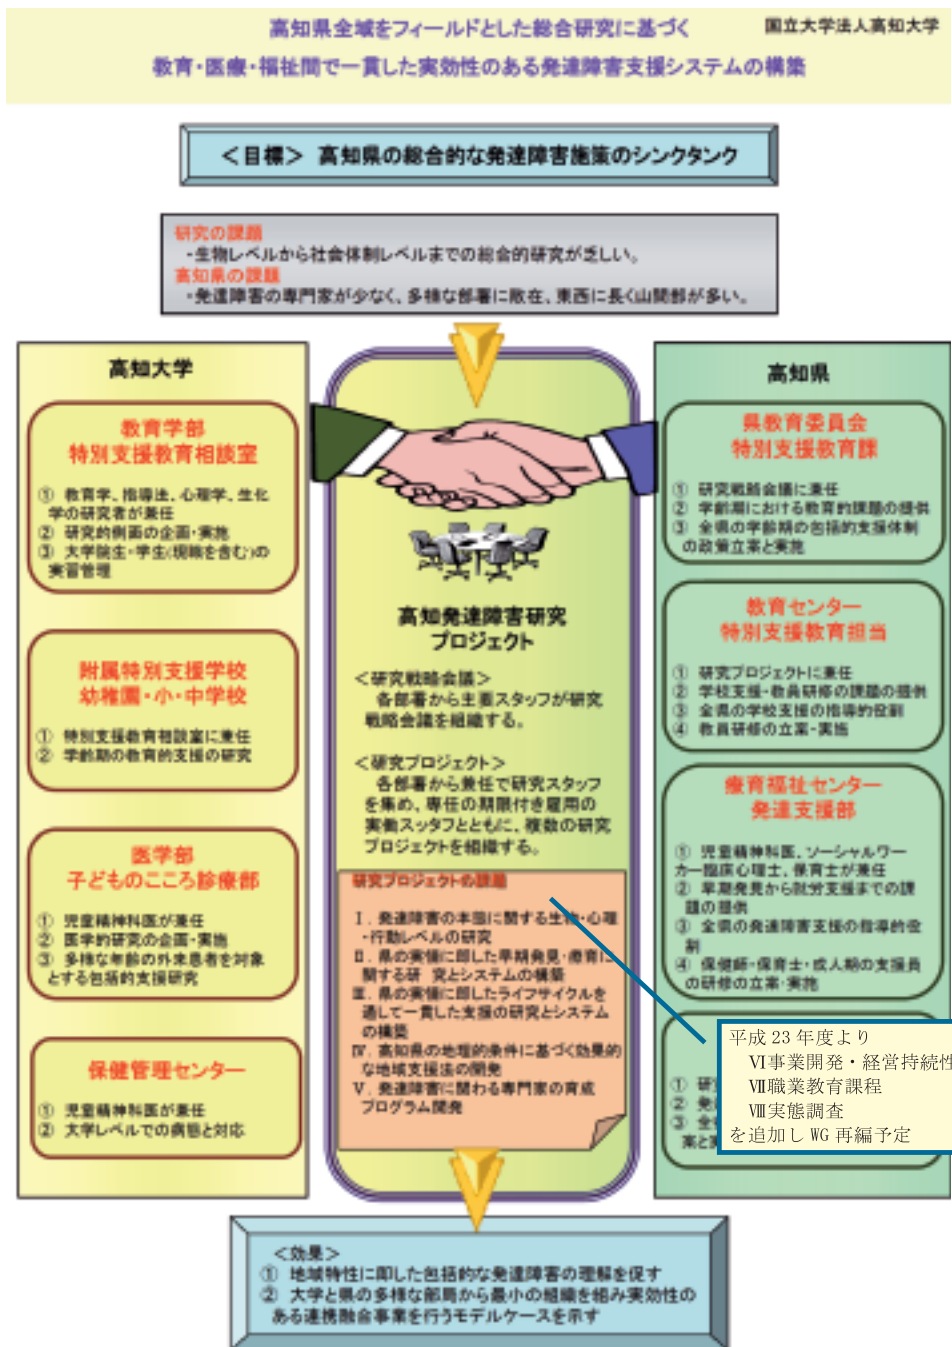 高知県全域をフィールドとした総合研究に基づく
国立大学法人高知大学
教育・医療・福祉間で一貫した実効性のある発達障害支援システムの構築
＜目標＞ 高知県の総合的な発達障害施策のシンクタンク
研究の課題
・生物レベルから社会体制レベルまでの総合的研究が乏しい。
高知県の課題
・発達障害の専門家が少なく、多様な部署に散在、東西に長く山間部が多い。
高知大学
教育学部
特別支援教育相談室
① 教育学、指導法、心理学、生化
学の研究者が兼任
② 研究的側面の企画・実施
③ 大学院生・学生(現職を含む)の
実習管理
附属特別支援学校
幼稚園・小・中学校
① 特別支援教育相談室に兼任
② 学齢期の教育的支援の研究
医学部
子どものこころ診療部
① 児童精神科医が兼任
② 医学的研究の企画・実施
③ 多様な年齢の外来患者を対象
とする包括的支援研究
保健管理センター
① 児童精神科医が兼任
② 大学レベルでの病態と対応
高知発達障害研究
プロジェクト
＜研究戦略会議＞
各部署から主要スタッフが研究
戦略会議を組織する。
＜研究プロジェクト＞
各部署から兼任で研究スタッフ
を集め、専任の期限付き雇用の
実働スッタフとともに、複数の研究
プロジェクトを組織する。
研究プロジェクトの課題
Ⅰ．発達障害の本態に関する生物・心理
・行動レベルの研究
Ⅱ．県の実情に即した早期発見・療育に
関する研 究とシステムの構築
Ⅲ．県の実情に即したライフサイクルを
通して一貫した支援の研究とシステム
の構築
Ⅳ．高知県の地理的条件に基づく効果的
な地域支援法の開発
Ⅴ．発達障害に関わる専門家の育成
プログラム開発
高知県
県教育委員会
特別支援教育課
① 研究戦略会議に兼任
② 学齢期における教育的課題の提供
③ 全県の学齢期の包括的支援体制
の政策立案と実施
教育センター
特別支援教育担当
① 研究プロジェクトに兼任
② 学校支援・教員研修の課題の提供
③ 全県の学校支援の指導的役割
④ 教員研修の立案・実施
療育福祉センター
発達支援部
① 児童精神科医、ソーシャルワー
カー臨床心理士、保育士が兼任
② 早期発見から就労支援までの課
題の提供
③ 全県の発達障害支援の指導的役
割
④ 保健師・保育士・成人期の支援員
の研修の立案・実施
① 研
② 発
③ 全
案と実
平成 23 年度より
Ⅵ事業開発・経営持続性
Ⅶ職業教育課程
Ⅷ実態調査
を追加し WG 再編予定
＜効果＞
① 地域特性に即した包括的な発達障害の理解を促す
② 大学と県の多様な部局から最小の組織を組み実効性の
ある連携融合事業を行うモデルケースを示す